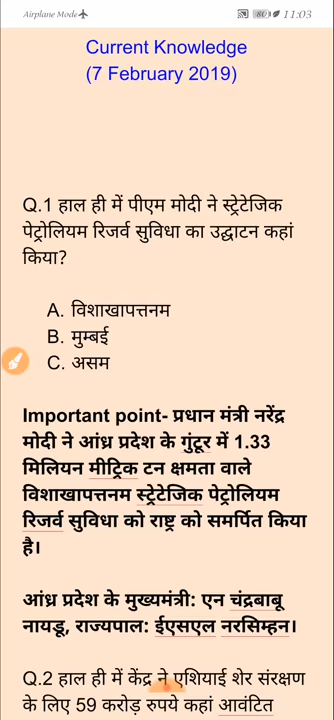 Airplane Mode 80 11:03
Current Knowledge
(7 February 2019)
Q.1 हाल ही में पीएम मोदी ने स्ट्रेटेजिक
पेट्रोलियम रिजर्व सुविधा का उद्घाटन कहां
किया?
A. विशाखापत्तनम
B. मुम्बई
C. असम
Important point- प्रधान मंत्री नरेंद्र
मोदी ने आंध्र प्रदेश के गुंटूर में 1.33
मिलियन मीट्रिक टन क्षमता वाले
विशाखापत्तनम स्ट्रेटेजिक पेट्रोलियम
रिजर्व सुविधा को राष्ट्र को समर्पित किया
है।
आंध्र प्रदेश के मुख्यमंत्री: एन चंद्रबाबू
नायडू, राज्यपाल: ईएसएल नरसिम्हन।
Q.2 हाल ही में केंद्र ने एशियाई शेर संरक्षण
के लिए 59 करोड़ रुपये कहां आवंटित